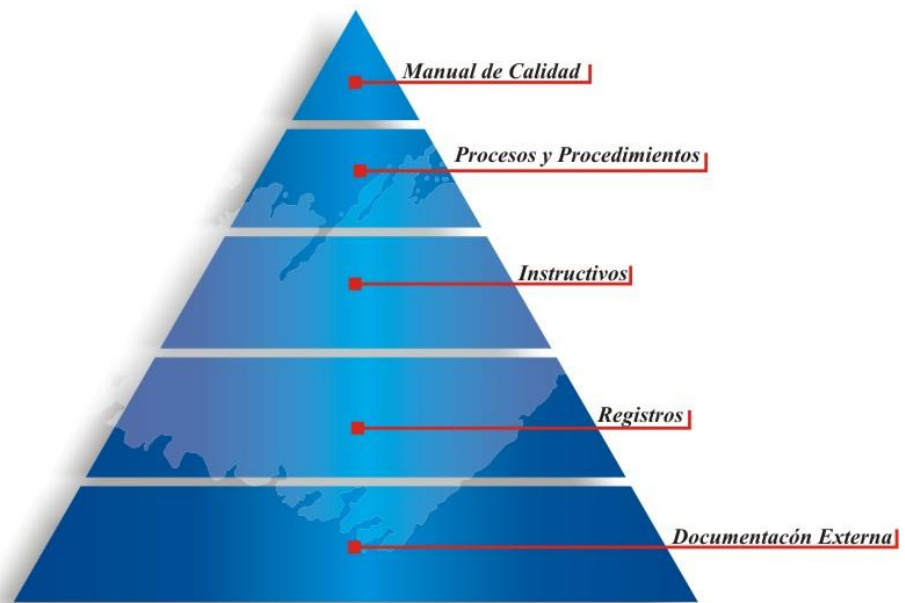 Manual de Calidad
Procesos y Procedimientos
Instructivos
Registros
Documentacón Externa